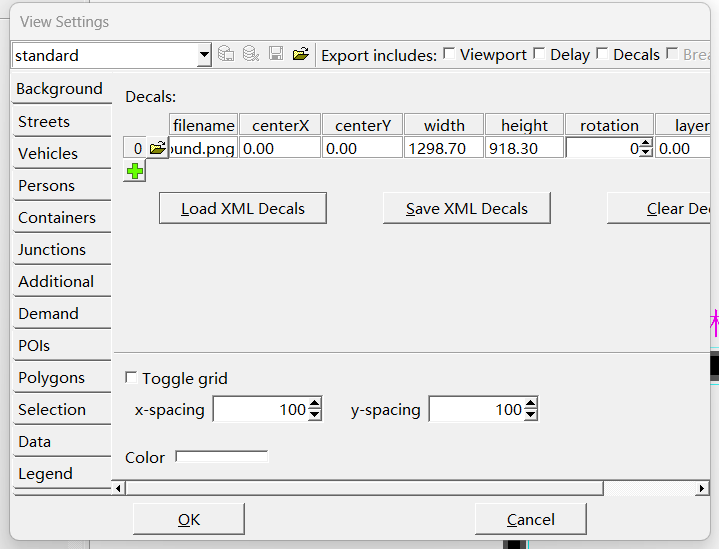 View Settings
standard
Export includes: Viewport Delay Decals Brea
Background
Streets
Vehicles
Persons
Containers
Junctions
Additional
Demand
POIs
Polygons
Selection
Data
Legend
Decals:
filename centerX centerY width height rotation layer
0 ound.png 0.00 0.00 1298.70 918.30 0 0.00
Load XML Decals Save XML Decals Clear Dec
Toggle grid
x-spacing 100 y-spacing 100
Color
OK Cancel